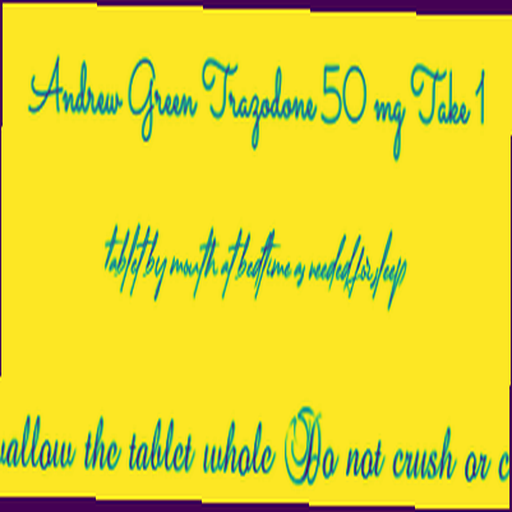 Andrew Green Trazodone 50 mg Take 1
tablet by mouth at bedtime as needed for sleep
allow the tablet whole Do not crush or